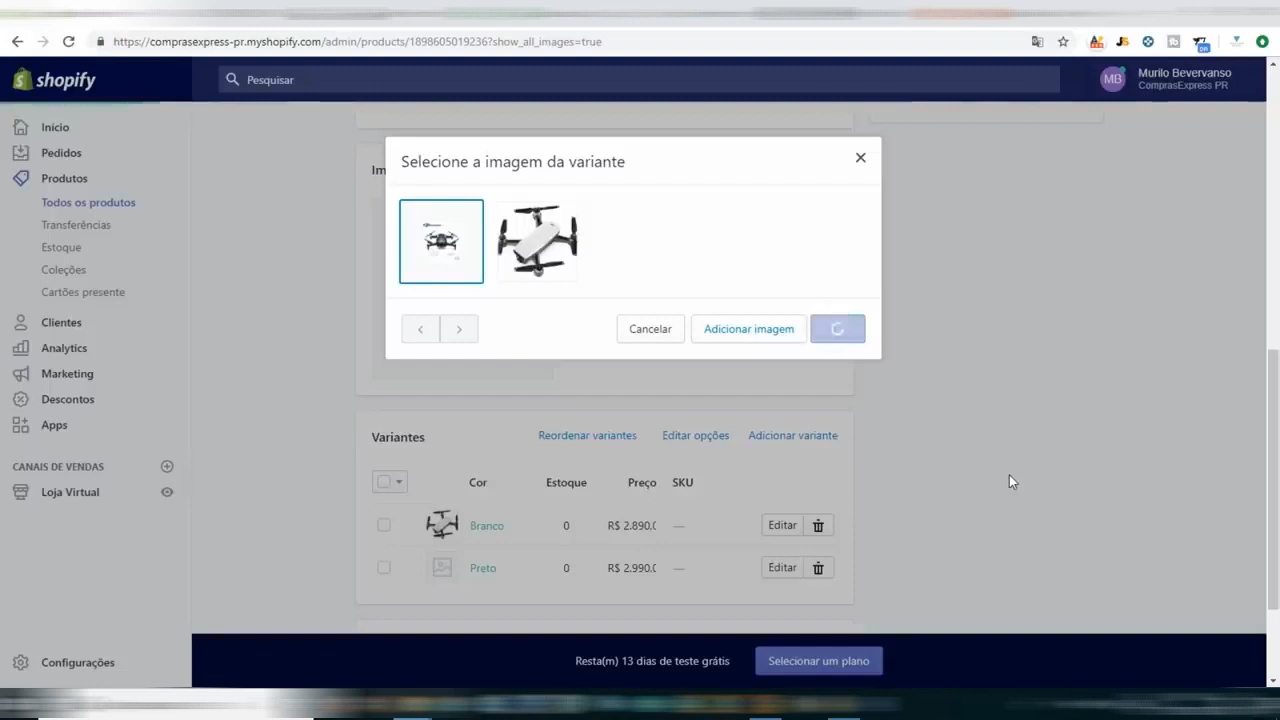 https://comprasexpress-pr.myshopify.com/admin/products/1898605019236?show_all_images=true
shopify
Pesquisar
MB
Murilo Bevervanso
ComprasExpress PR
Início
Pedidos
Produtos
Todos os produtos
Transferências
Estoque
Coleções
Cartões presente
Clientes
Analytics
Marketing
Descontos
Apps
CANAIS DE VENDAS
Loja Virtual
Configurações
Im
Selecione a imagem da variante
Cancelar
Adicionar imagem
Variantes
Reordenar variantes
Editar opções
Adicionar variante
Cor Estoque Preço SKU
Branco 0 R$ 2.890,0 — Editar
Preto 0 R$ 2.990,0 — Editar
Resta(m) 13 dias de teste grátis
Selecionar um plano